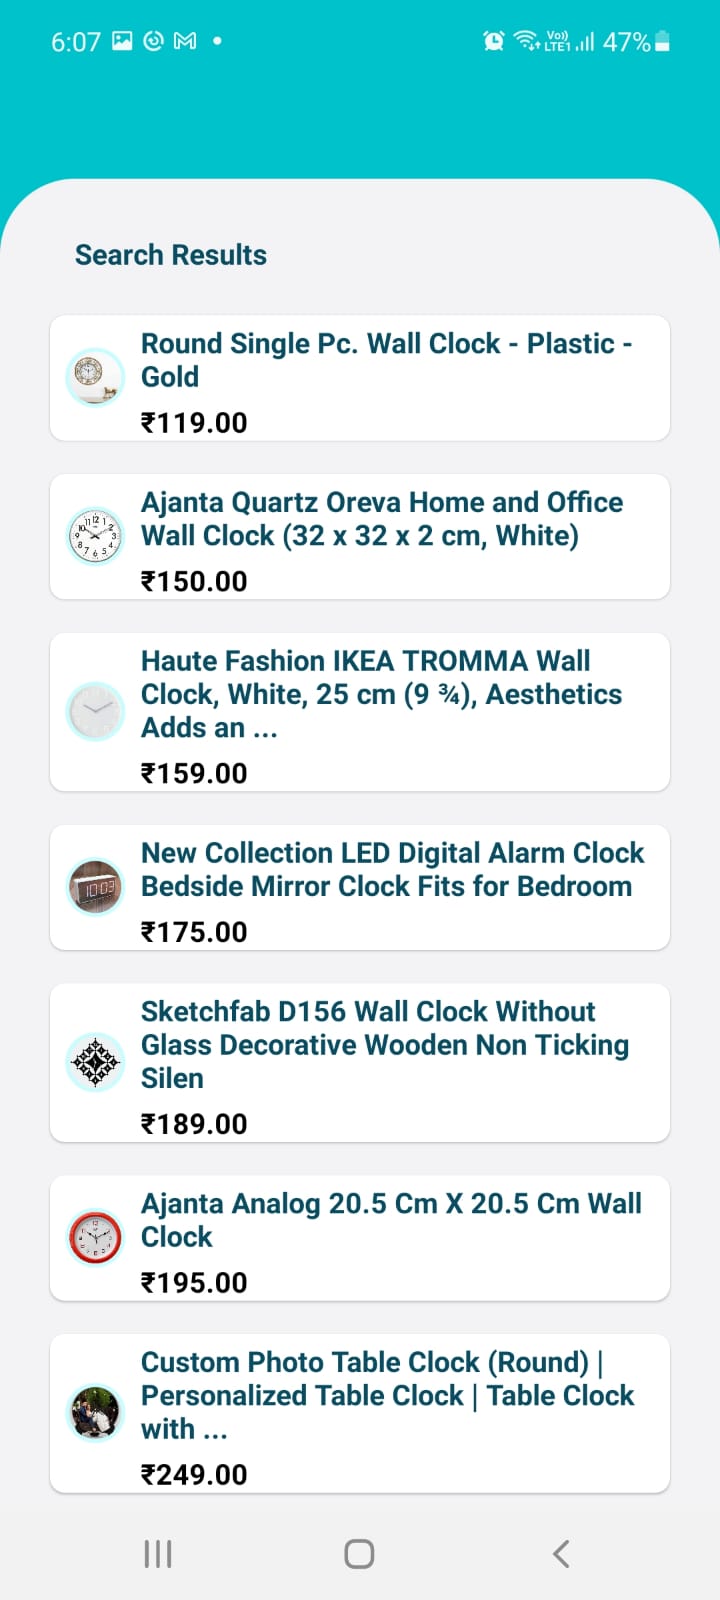 6:07
Vo))
LTE1
47%
Search Results
Round Single Pc. Wall Clock - Plastic -
Gold
₹119.00
Ajanta Quartz Oreva Home and Office
Wall Clock (32 x 32 x 2 cm, White)
₹150.00
Haute Fashion IKEA TROMMA Wall
Clock, White, 25 cm (9 ¾), Aesthetics
Adds an ...
₹159.00
10:03
New Collection LED Digital Alarm Clock
Bedside Mirror Clock Fits for Bedroom
₹175.00
Sketchfab D156 Wall Clock Without
Glass Decorative Wooden Non Ticking
Silen
₹189.00
Ajanta Analog 20.5 Cm X 20.5 Cm Wall
Clock
₹195.00
Custom Photo Table Clock (Round) |
Personalized Table Clock | Table Clock
with ...
₹249.00